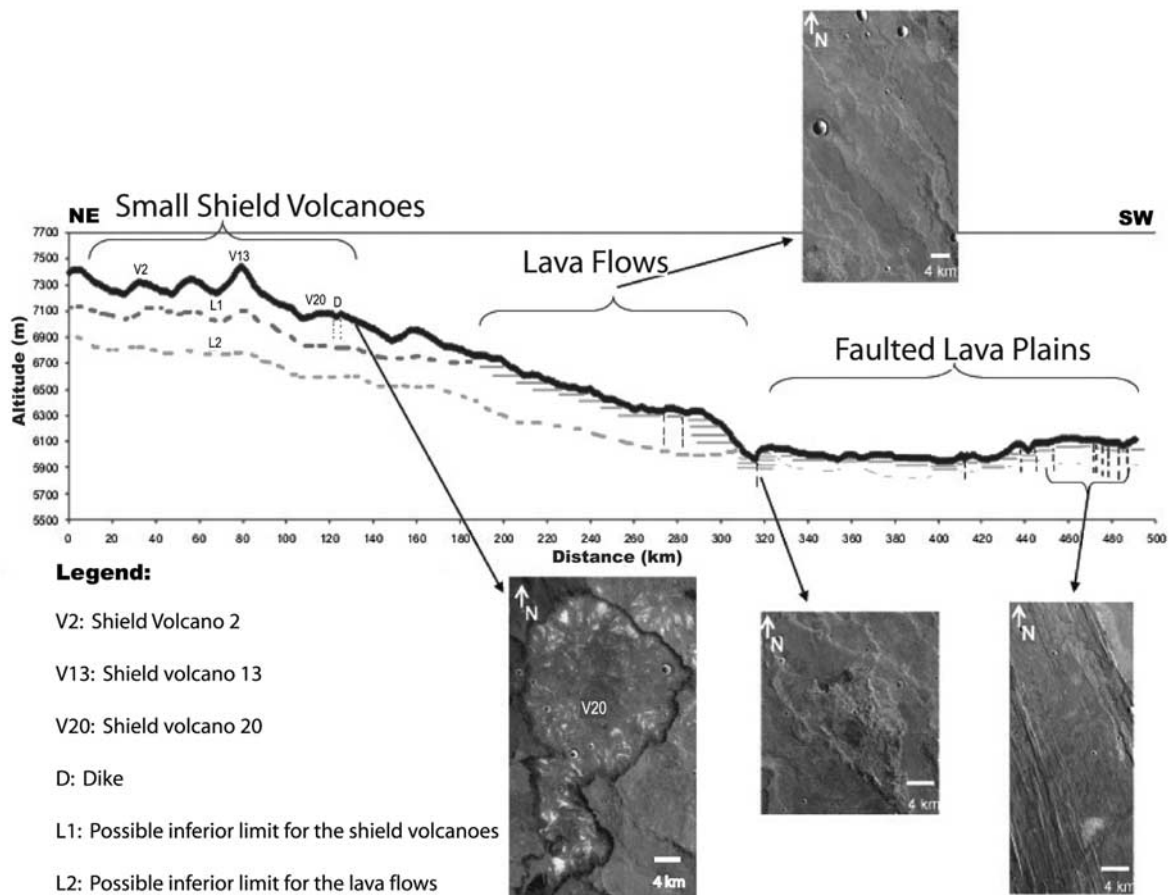 N
Small Shield Volcanoes
NE
SW
4 km
Lava Flows
Faulted Lava Plains
Altitude (m)
7700
7500
7300
7100
6900
6700
6500
6300
6100
5900
5700
5500
V2
V13
L1
V20
D
L2
0 20 40 60 80 100 120 140 160 180 200 220 240 260 280 300 320 340 360 380 400 420 440 460 480 500
Distance (km)
Legend:
V2: Shield Volcano 2
V13: Shield volcano 13
V20: Shield volcano 20
D: Dike
L1: Possible inferior limit for the shield volcanoes
L2: Possible inferior limit for the lava flows
N
V20
4 km
N
4 km
N
4 km